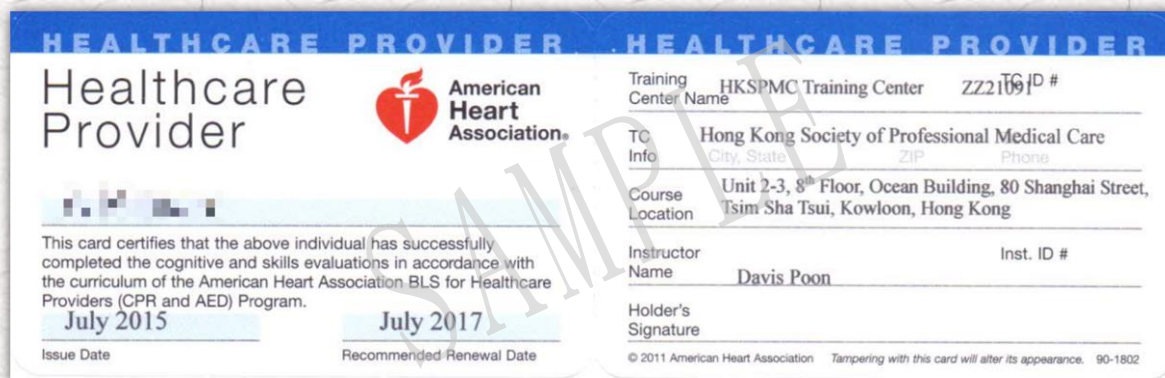 HEALTHCARE PROVIDER
Healthcare
Provider
American
Heart
Association®
This card certifies that the above individual has successfully
completed the cognitive and skills evaluations in accordance with
the curriculum of the American Heart Association BLS for Healthcare
Providers (CPR and AED) Program.
July 2015 July 2017
Issue Date Recommended Renewal Date
HEALTHCARE PROVIDER
Training
Center Name HKSPMC Training Center ZZ21091 TC ID #
TC Hong Kong Society of Professional Medical Care
Info City, State ZIP Phone
Course Unit 2-3, 8th Floor, Ocean Building, 80 Shanghai Street,
Location Tsim Sha Tsui, Kowloon, Hong Kong
Instructor Inst. ID #
Name Davis Poon
Holder's
Signature
© 2011 American Heart Association Tampering with this card will alter its appearance. 90-1802
SAMPLE